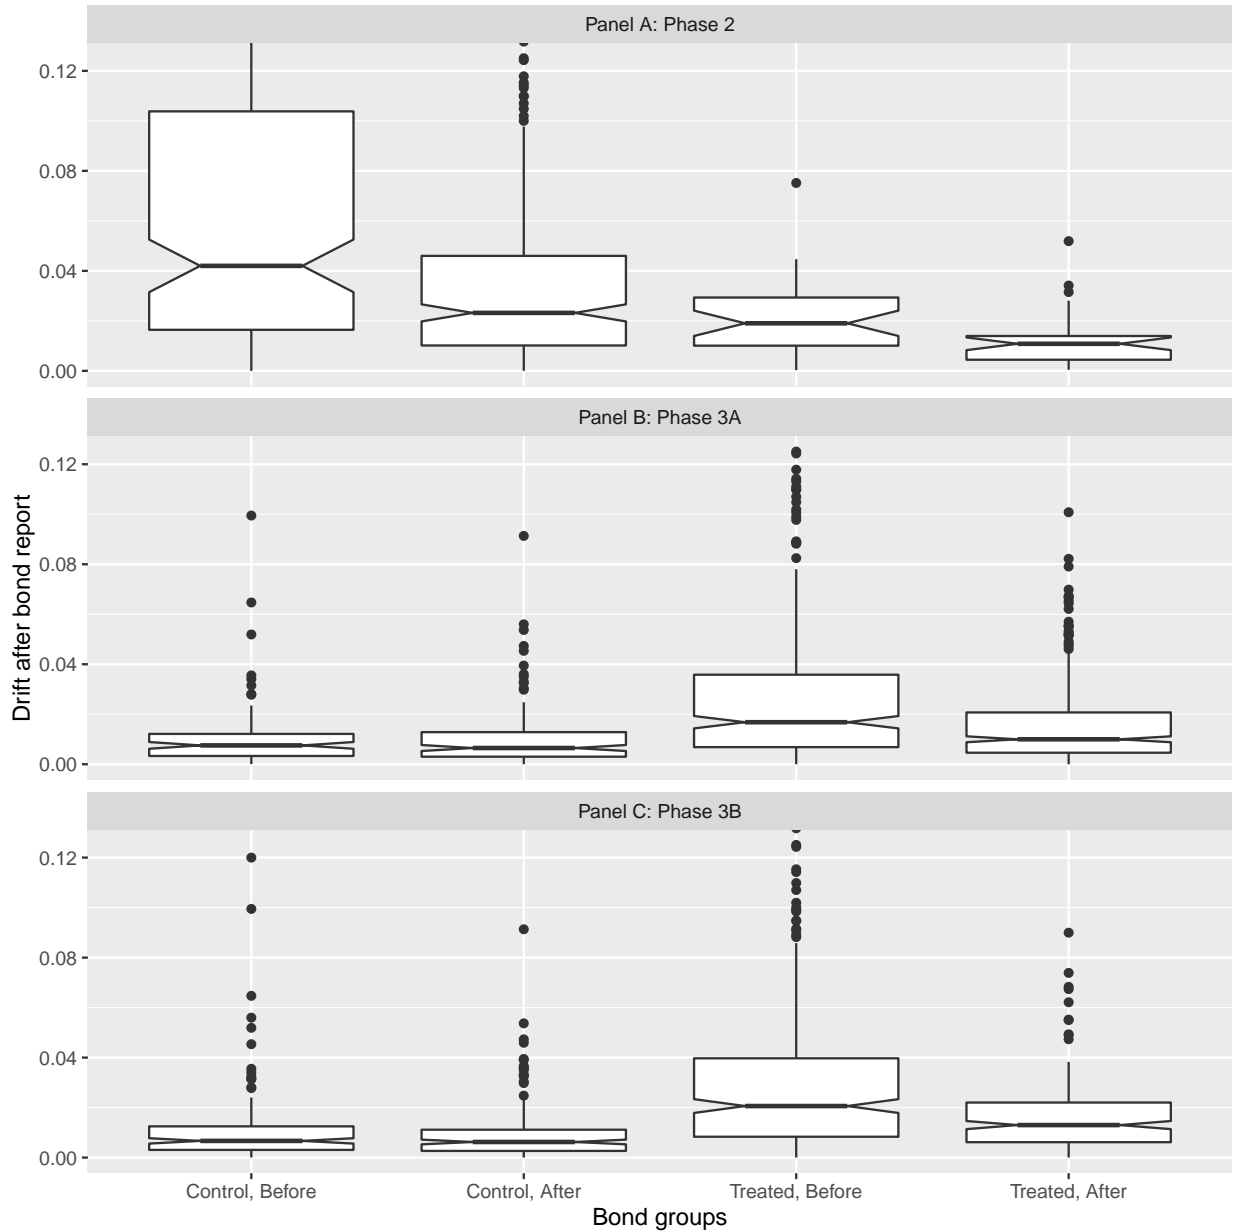 Panel A: Phase 2
0.12
0.08
0.04
0.00
Panel B: Phase 3A
0.12
0.08
0.04
0.00
Panel C: Phase 3B
0.12
0.08
0.04
0.00
Drift after bond report
Control, Before
Control, After
Treated, Before
Treated, After
Bond groups